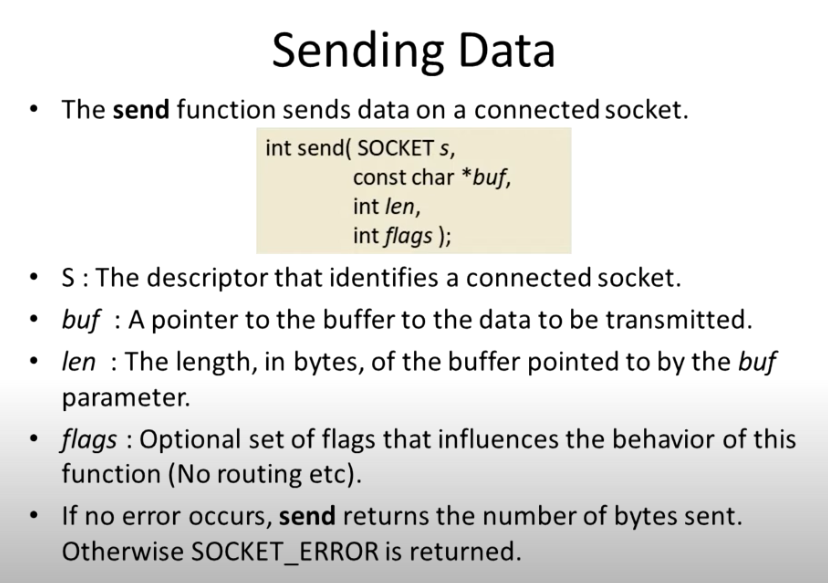 Sending Data
• The send function sends data on a connected socket.
int send( SOCKET s,
const char *buf,
int len,
int flags );
• S : The descriptor that identifies a connected socket.
• buf : A pointer to the buffer to the data to be transmitted.
• len : The length, in bytes, of the buffer pointed to by the buf
parameter.
• flags : Optional set of flags that influences the behavior of this
function (No routing etc).
• If no error occurs, send returns the number of bytes sent.
Otherwise SOCKET_ERROR is returned.